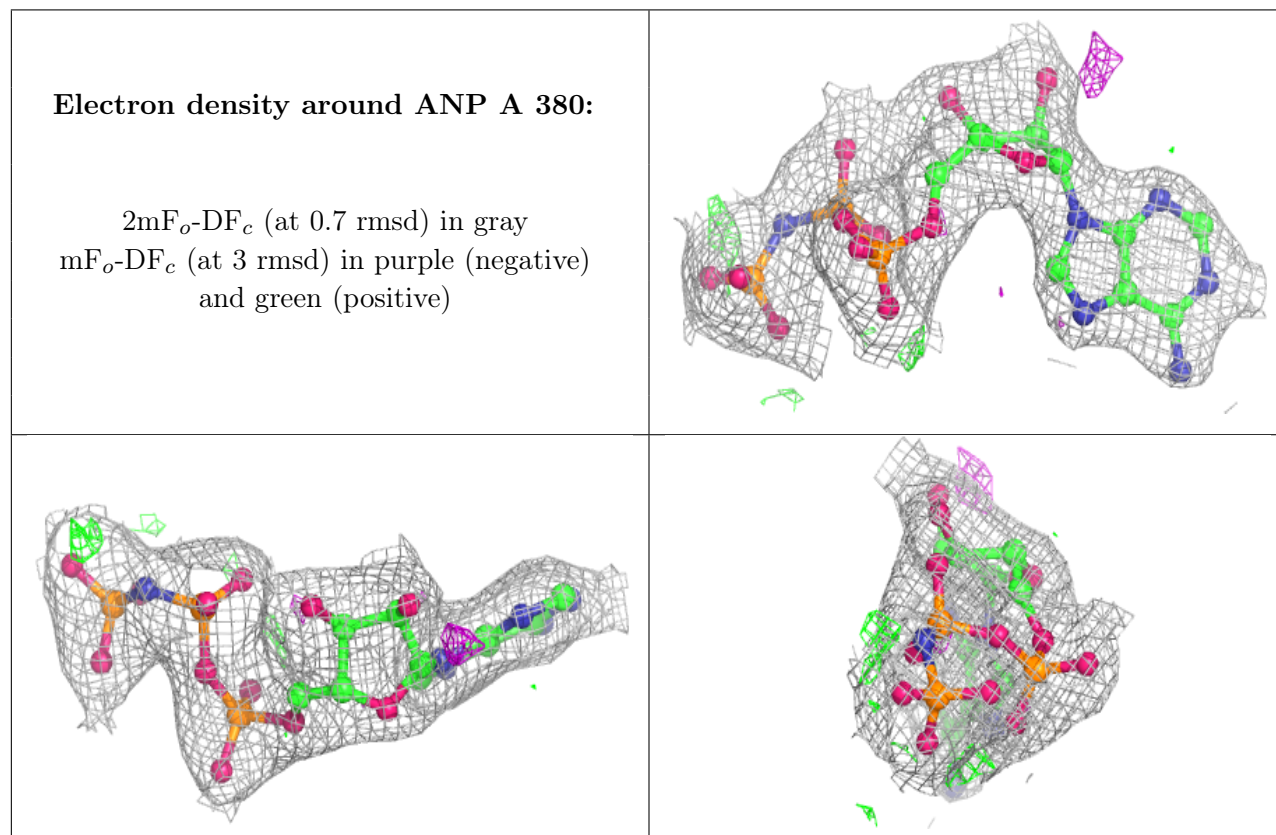 Electron density around ANP A 380:
2mFo-DFc (at 0.7 rmsd) in gray
mFo-DFc (at 3 rmsd) in purple (negative)
and green (positive)